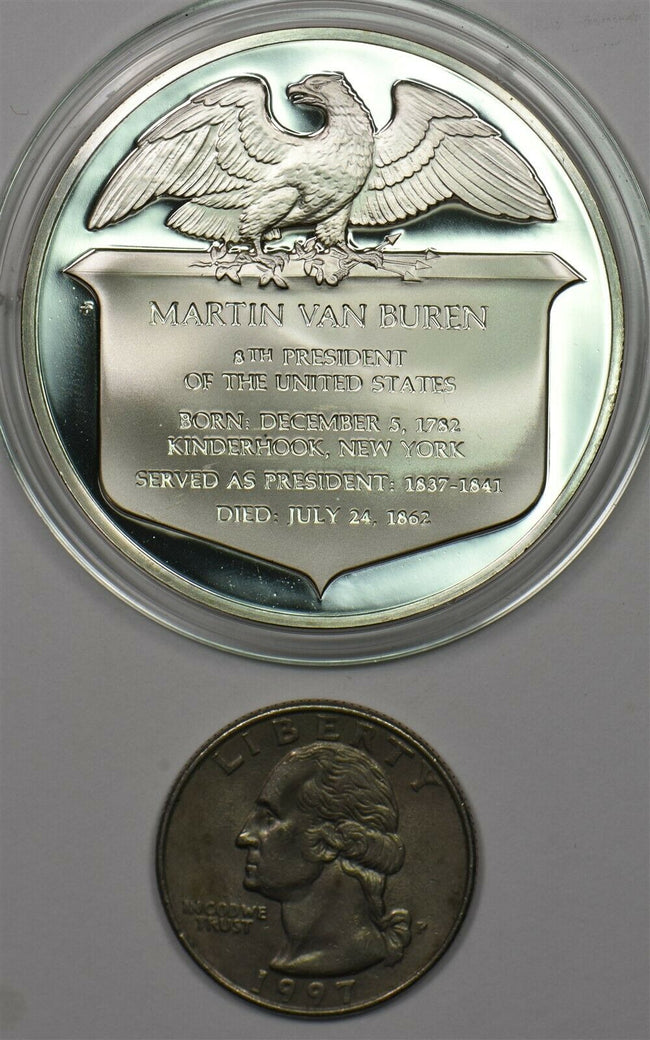 MARTIN VAN BUREN
8TH PRESIDENT
OF THE UNITED STATES
BORN: DECEMBER 5, 1782
KINDERHOOK, NEW YORK
SERVED AS PRESIDENT: 1837-1841
DIED: JULY 24, 1862
LIBERTY
IN GOD WE
TRUST
P
1997